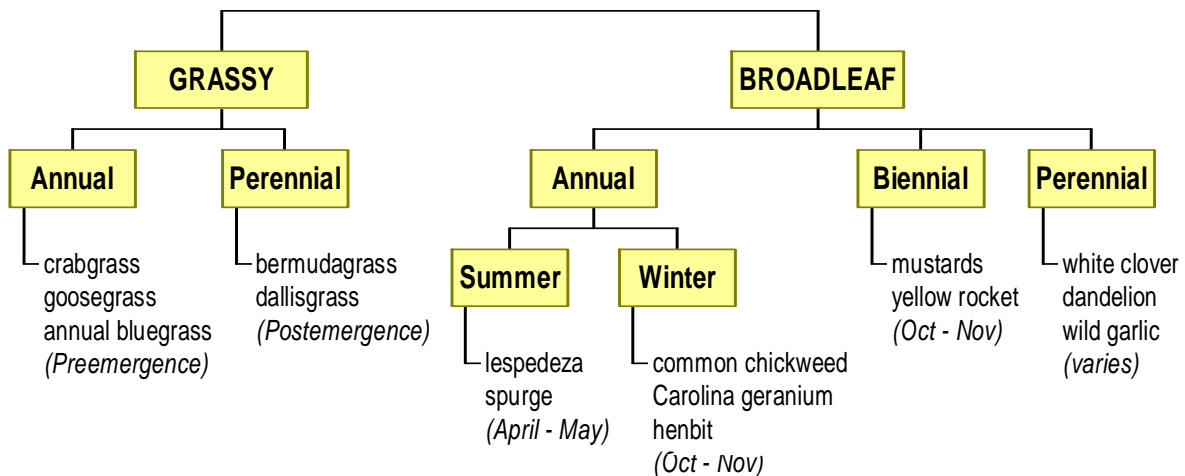 GRASSY
BROADLEAF
Annual
Perennial
Annual
Biennial
Perennial
crabgrass
goosegrass
annual bluegrass
(Preemergence)
bermudagrass
dallisgrass
(Postemergence)
Summer
Winter
lespedeza
spurge
(April - May)
common chickweed
Carolina geranium
henbit
(Oct - Nov)
mustards
yellow rocket
(Oct - Nov)
white clover
dandelion
wild garlic
(varies)